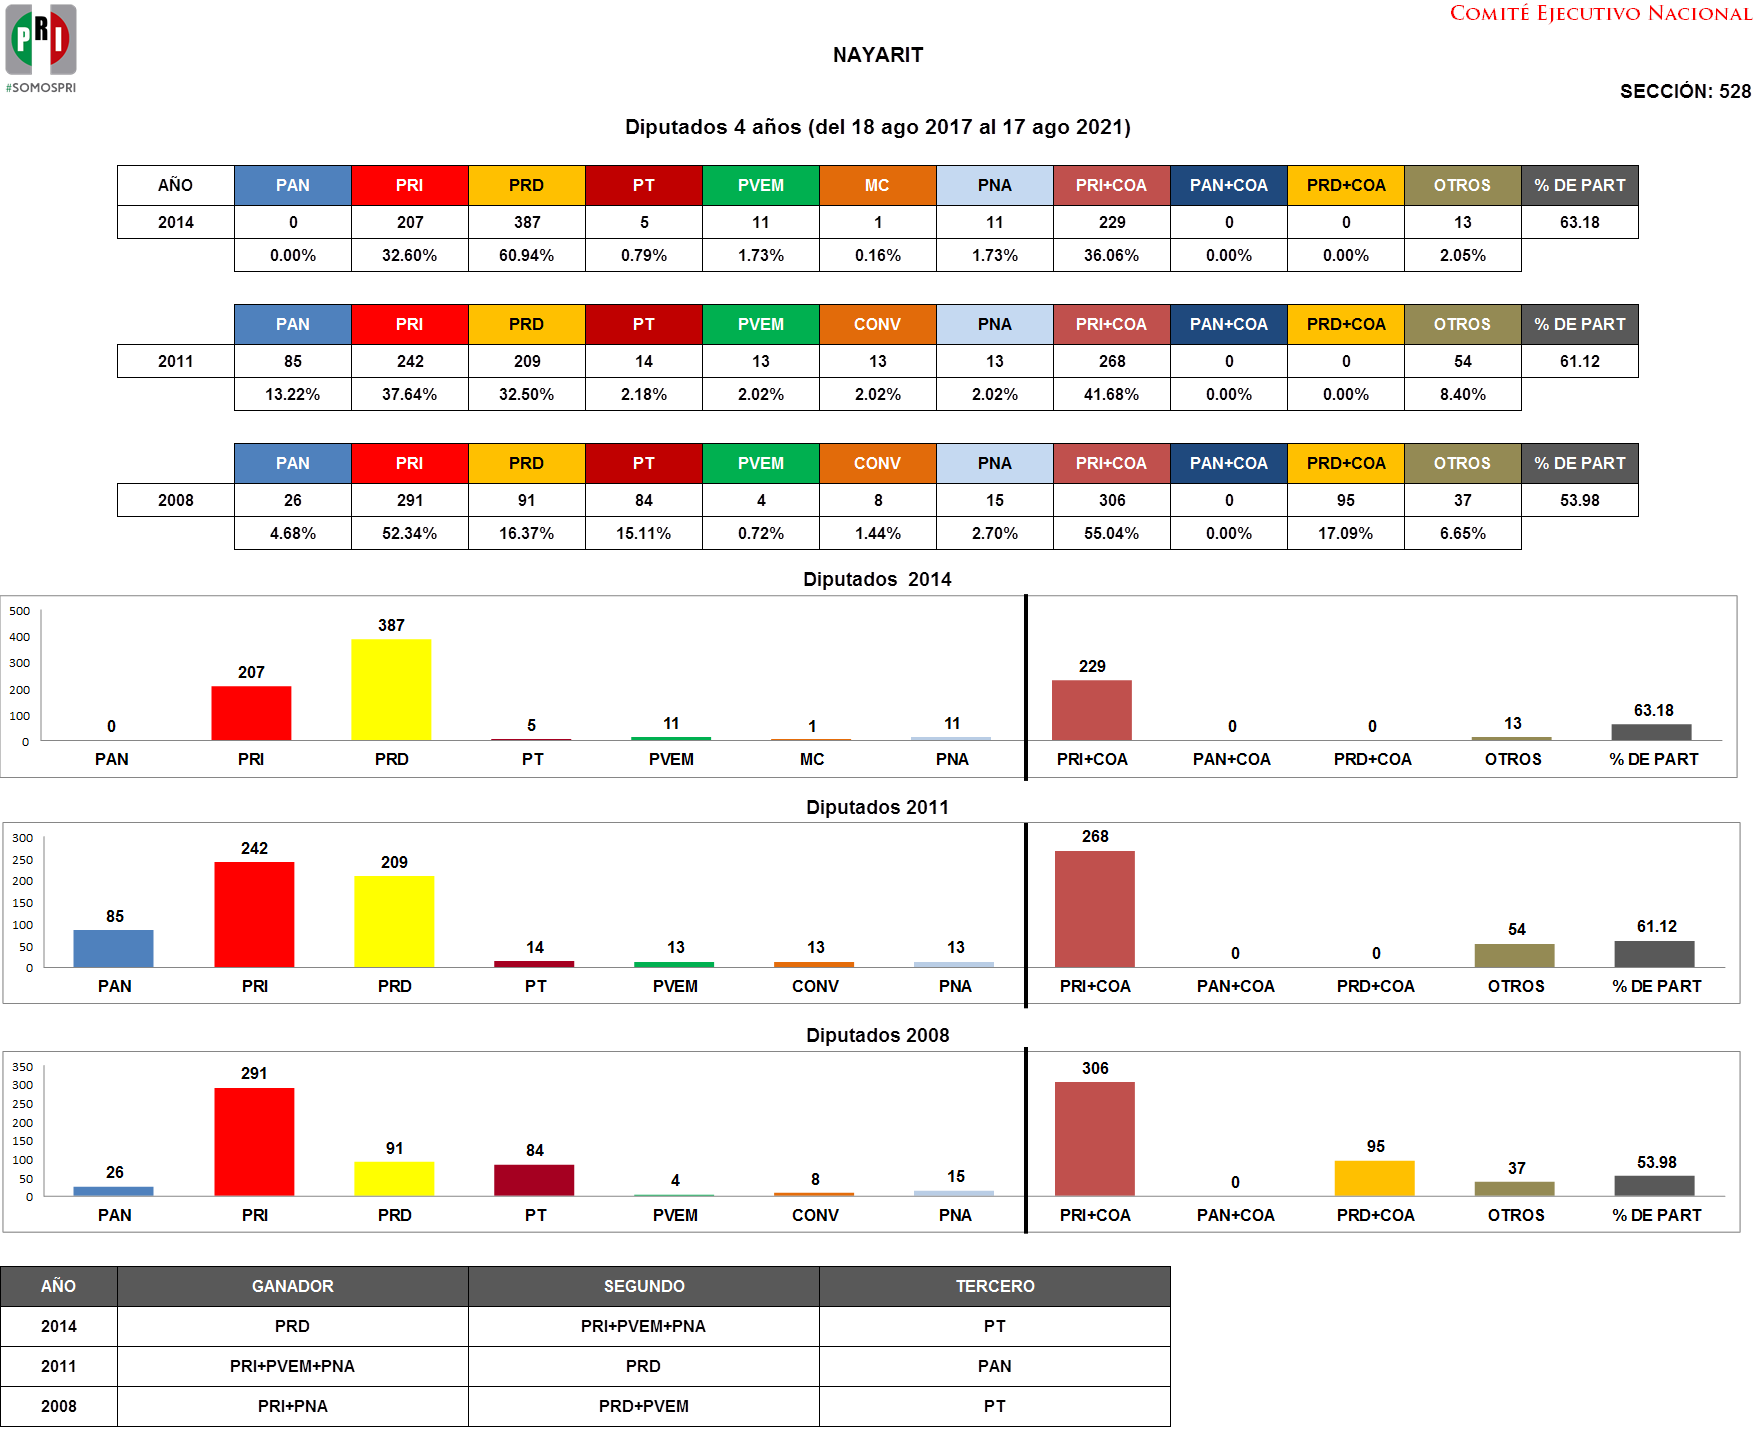 PRI
#SOMOSPRI
COMITÉ EJECUTIVO NACIONAL
NAYARIT
SECCIÓN: 528
Diputados 4 años (del 18 ago 2017 al 17 ago 2021)
AÑO PAN PRI PRD PT PVEM MC PNA PRI+COA PAN+COA PRD+COA OTROS % DE PART
2014 0 207 387 5 11 1 11 229 0 0 13 63.18
0.00% 32.60% 60.94% 0.79% 1.73% 0.16% 1.73% 36.06% 0.00% 0.00% 2.05%
PAN PRI PRD PT PVEM CONV PNA PRI+COA PAN+COA PRD+COA OTROS % DE PART
2011 85 242 209 14 13 13 13 268 0 0 54 61.12
13.22% 37.64% 32.50% 2.18% 2.02% 2.02% 2.02% 41.68% 0.00% 0.00% 8.40%
PAN PRI PRD PT PVEM CONV PNA PRI+COA PAN+COA PRD+COA OTROS % DE PART
2008 26 291 91 84 4 8 15 306 0 95 37 53.98
4.68% 52.34% 16.37% 15.11% 0.72% 1.44% 2.70% 55.04% 0.00% 17.09% 6.65%
Diputados  2014
500
400
300
200
100
0
0 207 387 5 11 1 11 229 0 0 13 63.18
PAN PRI PRD PT PVEM MC PNA PRI+COA PAN+COA PRD+COA OTROS % DE PART
Diputados 2011
300
250
200
150
100
50
0
85 242 209 14 13 13 13 268 0 0 54 61.12
PAN PRI PRD PT PVEM CONV PNA PRI+COA PAN+COA PRD+COA OTROS % DE PART
Diputados 2008
350
300
250
200
150
100
50
0
26 291 91 84 4 8 15 306 0 95 37 53.98
PAN PRI PRD PT PVEM CONV PNA PRI+COA PAN+COA PRD+COA OTROS % DE PART
AÑO GANADOR SEGUNDO TERCERO
2014 PRD PRI+PVEM+PNA PT
2011 PRI+PVEM+PNA PRD PAN
2008 PRI+PNA PRD+PVEM PT